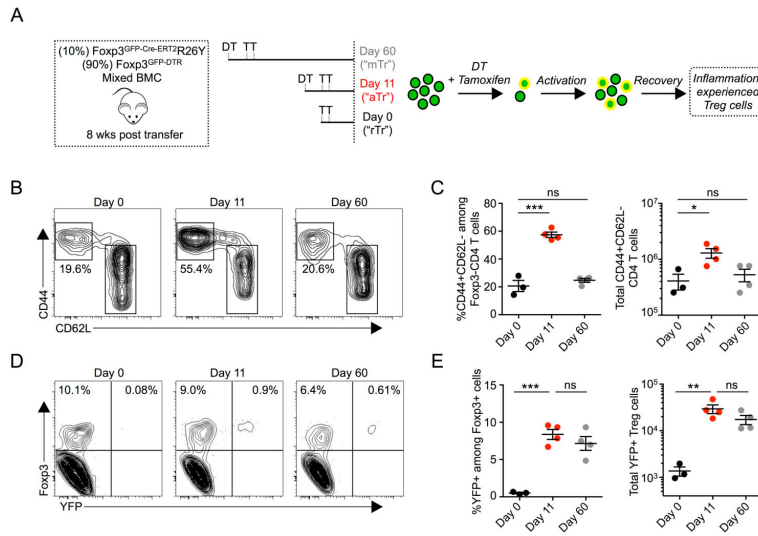 A
(10%) Foxp3GFP-Cre-ERT2R26Y
(90%) Foxp3GFP-DTR
Mixed BMC
8 wks post transfer
DT TT
Day 60
("mTr")
DT TT
Day 11
("aTr")
TT
Day 0
("rTr")
DT
+ Tamoxifen
Activation
Recovery
Inflammation
experienced
Treg cells
B
Day 0
Day 11
Day 60
19.6%
55.4%
20.6%
CD44
CD62L
C
%CD44+CD62L- among
Foxp3-CD4 T cells
80
60
40
20
0
ns
***
Day 0
Day 11
Day 60
Total CD44+CD62L-
CD4 T cells
10^7
10^6
10^5
ns
*
Day 0
Day 11
Day 60
D
Day 0
Day 11
Day 60
10.1%
0.08%
9.0%
0.9%
6.4%
0.61%
Foxp3
YFP
E
%YFP+ among Foxp3+ cells
15
10
5
0
***
ns
Day 0
Day 11
Day 60
Total YFP+ Treg cells
10^5
10^4
10^3
**
ns
Day 0
Day 11
Day 60